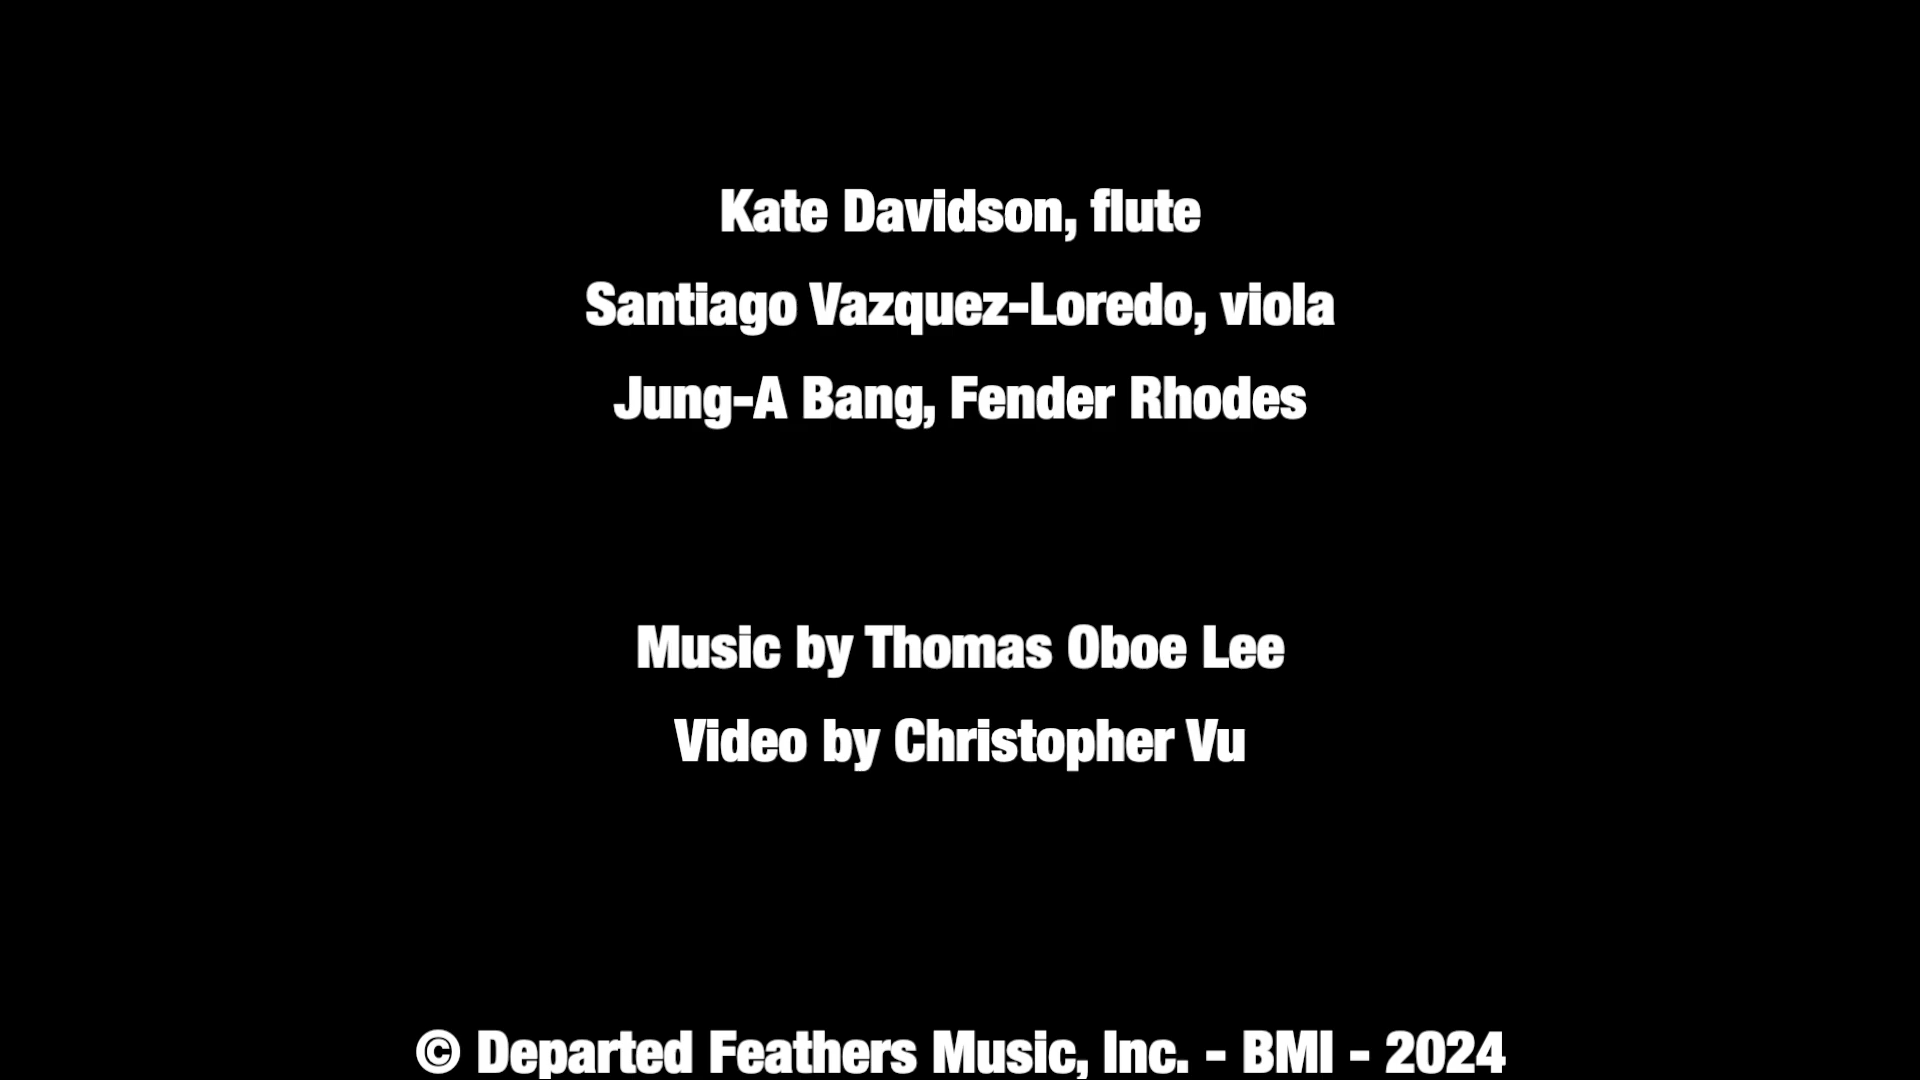 Kate Davidson, flute
Santiago Vazquez-Loredo, viola
Jung-A Bang, Fender Rhodes
Music by Thomas Oboe Lee
Video by Christopher Vu
© Departed Feathers Music, Inc. - BMI - 2024